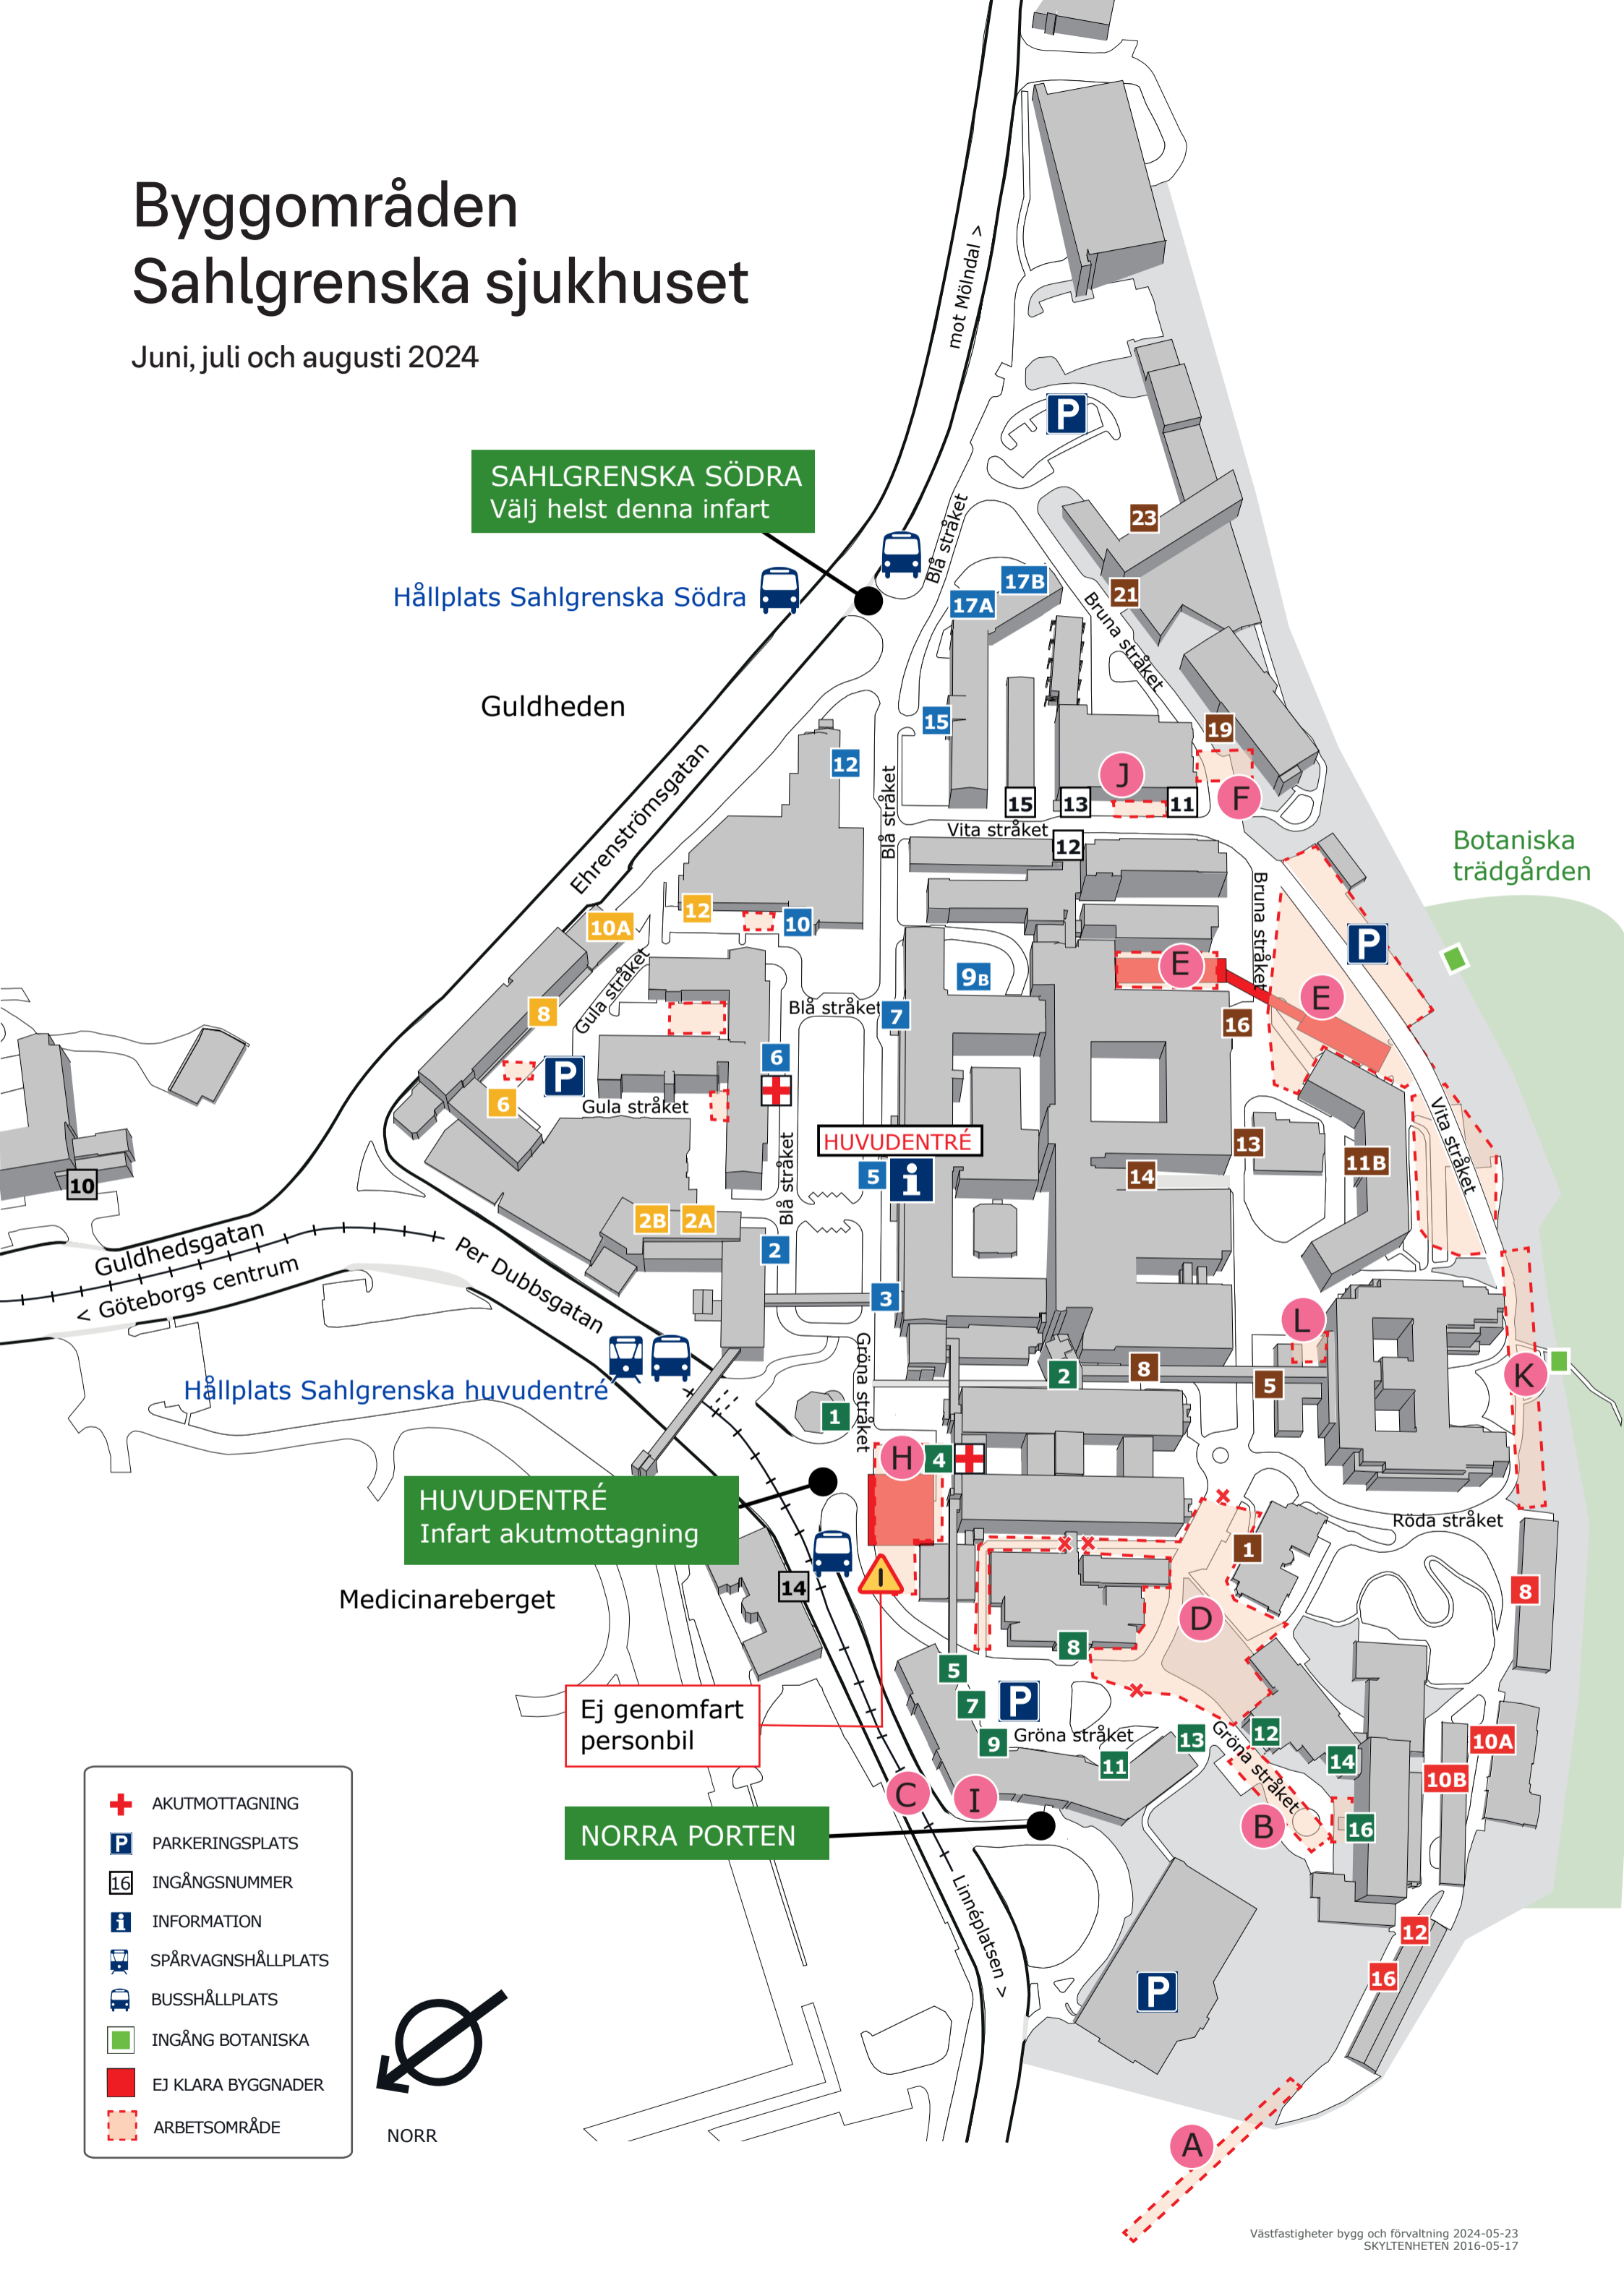 Byggområden
Sahlgrenska sjukhuset
Juni, juli och augusti 2024
mot Mölndal >
P
SAHLGRENSKA SÖDRA
Välj helst denna infart
Blå stråket
23
Hållplats Sahlgrenska Södra
17B
17A
21
Bruna stråket
Guldheden
15
19
12
J
F
Ehrenströmsgatan
Blå stråket
15
13
11
Vita stråket
12
Botaniska
trädgården
Bruna stråket
12
10A
10
P
Gula stråket
9B
E
E
8
Blå stråket
7
16
6
P
6
Gula stråket
Vita stråket
Blå stråket
HUVUDENTRÉ
13
11B
5
i
14
10
2B
2A
2
Guldhedsgatan
< Göteborgs centrum
Per Dubbsgatan
3
L
Gröna stråket
2
8
5
K
Hållplats Sahlgrenska huvudentré
1
H
4
HUVUDENTRÉ
Infart akutmottagning
Röda stråket
1
14
Medicinareberget
8
D
8
5
Ej genomfart
personbil
7
P
9
Gröna stråket
13
12
11
Gröna stråket
14
10A
10B
C
I
B
16
NORRA PORTEN
Linnéplatsen >
12
16
P
AKUTMOTTAGNING
P PARKERINGSPLATS
16 INGÅNGSNUMMER
i INFORMATION
SPÅRVAGNSHÅLLPLATS
BUSSHÅLLPLATS
INGÅNG BOTANISKA
EJ KLARA BYGGNADER
ARBETSOMRÅDE
NORR
A
Västfastigheter bygg och förvaltning 2024-05-23
SKYLTENHETEN 2016-05-17